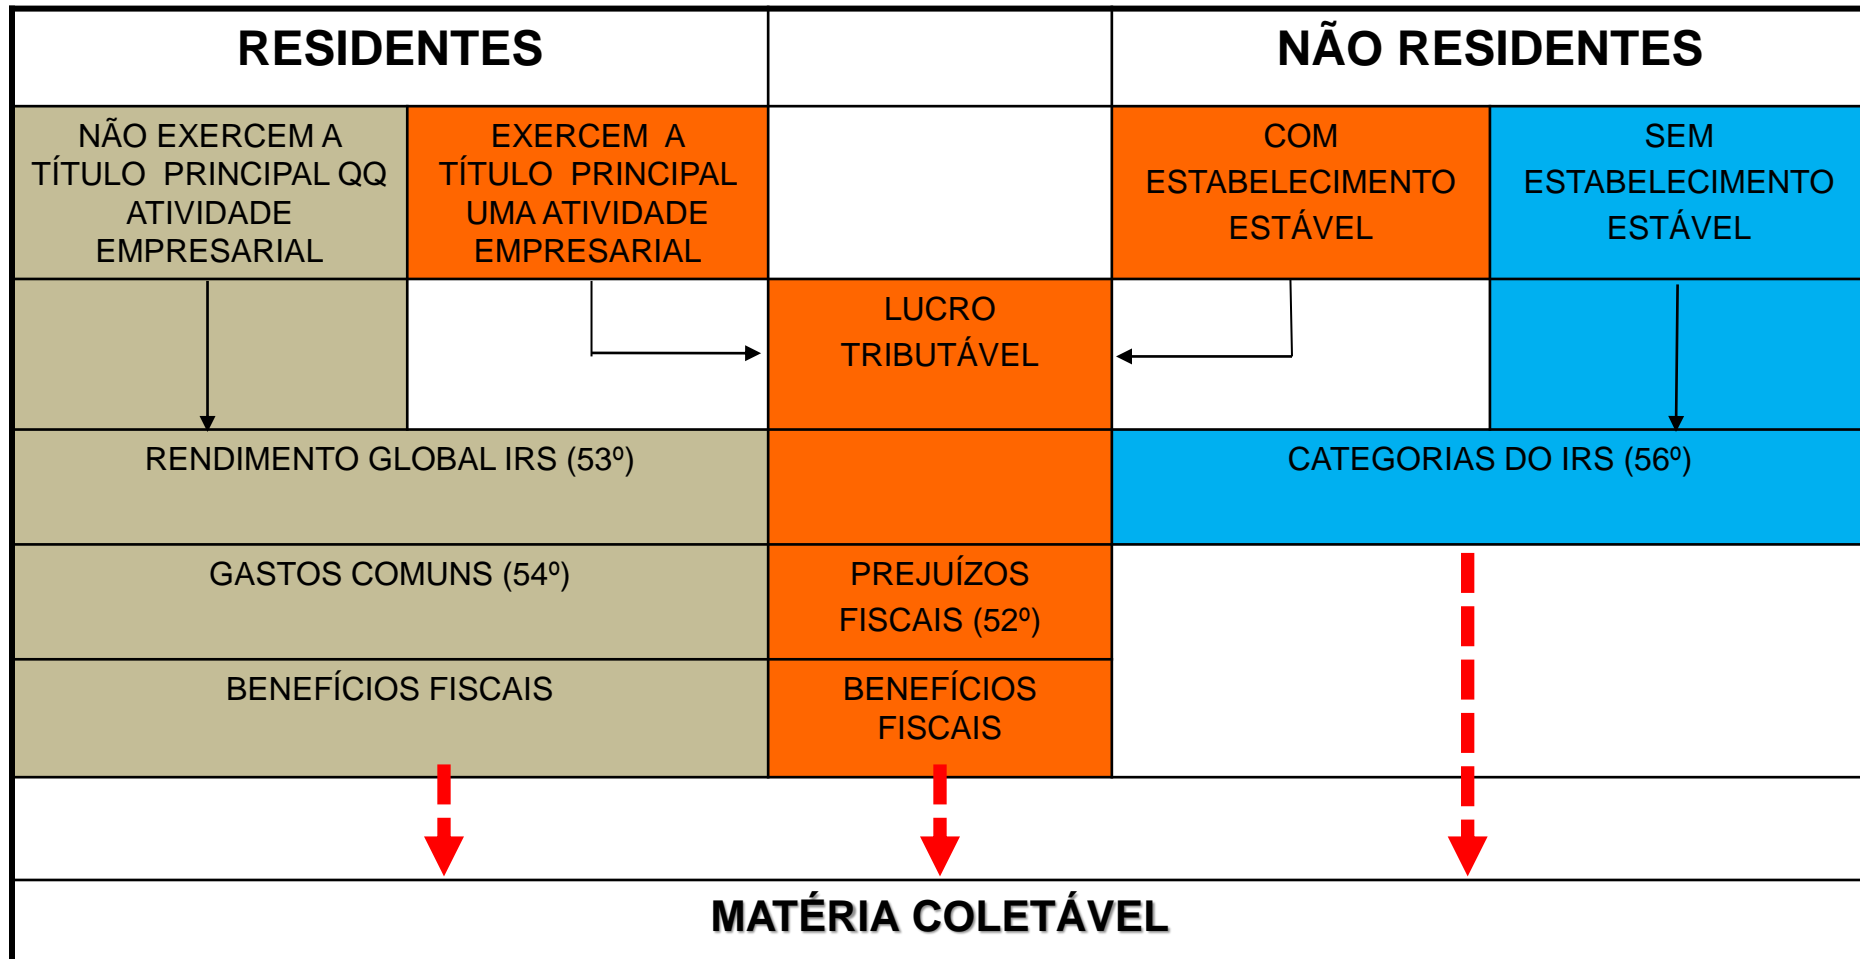 RESIDENTES
NÃO RESIDENTES
NÃO EXERCEM A
TÍTULO PRINCIPAL QQ
ATIVIDADE
EMPRESARIAL
EXERCEM A
TÍTULO PRINCIPAL
UMA ATIVIDADE
EMPRESARIAL
COM
ESTABELECIMENTO
ESTÁVEL
SEM
ESTABELECIMENTO
ESTÁVEL
LUCRO
TRIBUTÁVEL
RENDIMENTO GLOBAL IRS (53º)
CATEGORIAS DO IRS (56º)
GASTOS COMUNS (54º)
PREJUÍZOS
FISCAIS (52º)
BENEFÍCIOS FISCAIS
BENEFÍCIOS
FISCAIS
MATÉRIA COLETÁVEL